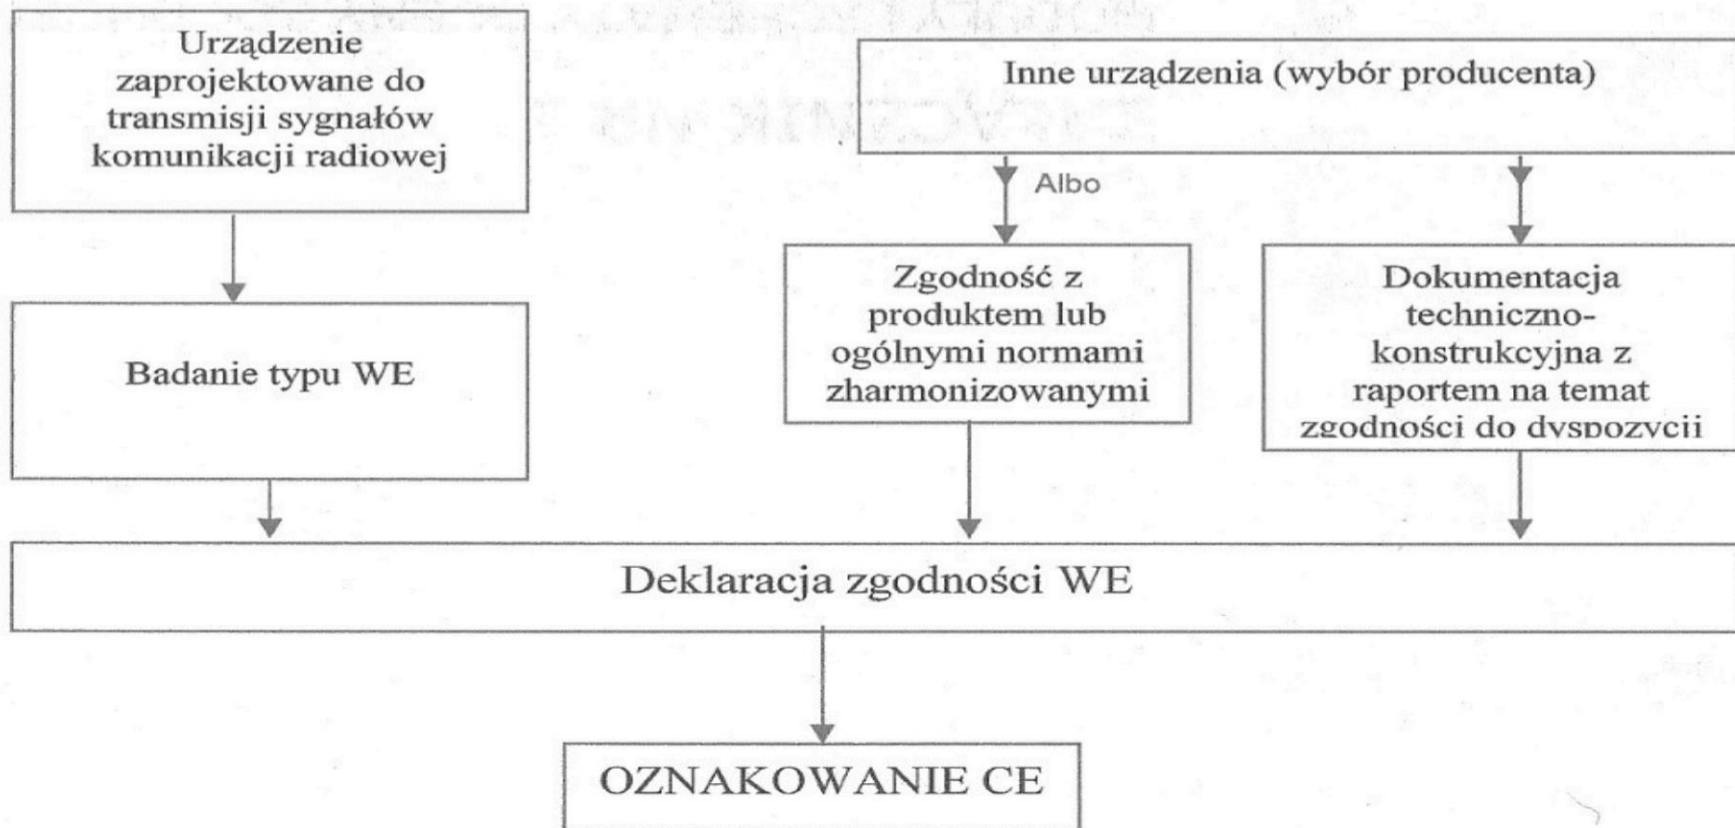 Urządzenie
zaprojektowane do
transmisji sygnałów
komunikacji radiowej
Inne urządzenia (wybór producenta)
Albo
Badanie typu WE
Zgodność z
produktem lub
ogólnymi normami
zharmonizowanymi
Dokumentacja
techniczno-
konstrukcyjna z
raportem na temat
zgodności do dyspozycji
Deklaracja zgodności WE
OZNAKOWANIE CE